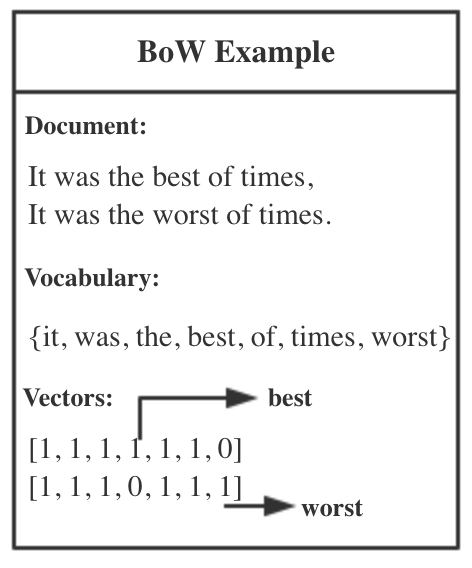 BoW Example
Document:
It was the best of times,
It was the worst of times.
Vocabulary:
{it, was, the, best, of, times, worst}
Vectors:
best
[1, 1, 1, 1, 1, 1, 0]
[1, 1, 1, 0, 1, 1, 1]
worst